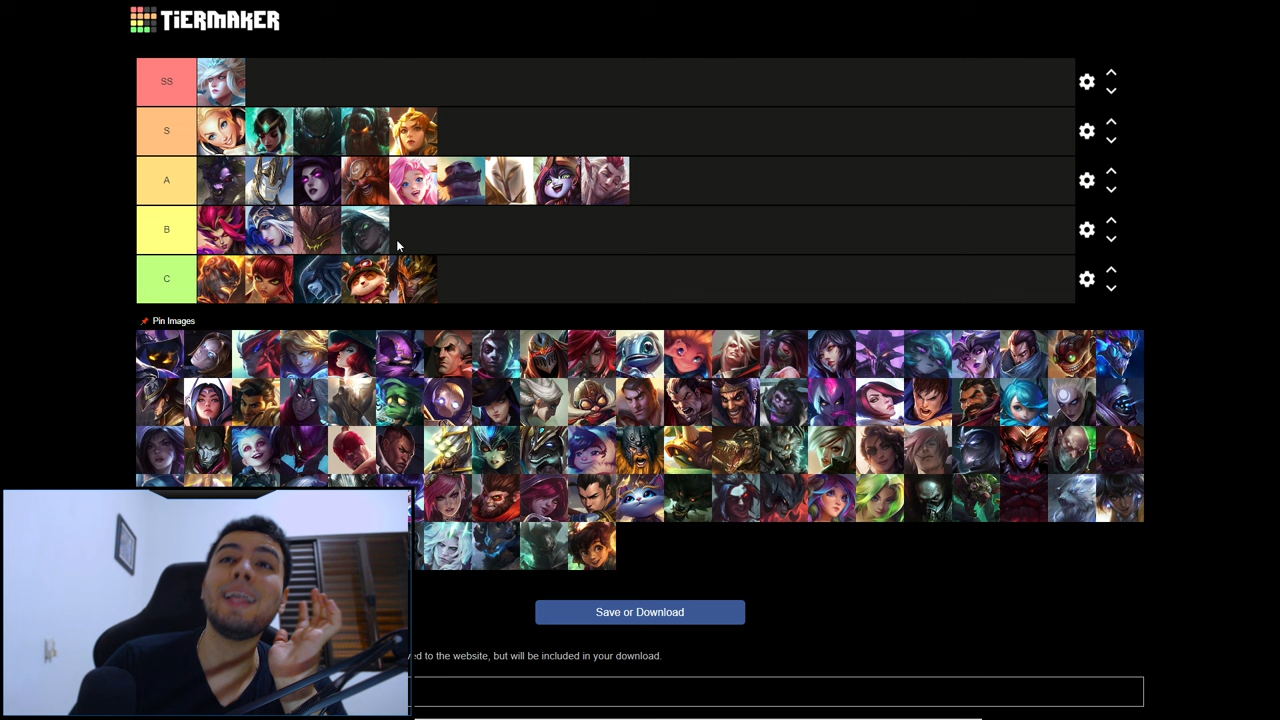 TIERMAKER
SS
S
A
B
C
Pin Images
Save or Download
ed to the website, but will be included in your download.